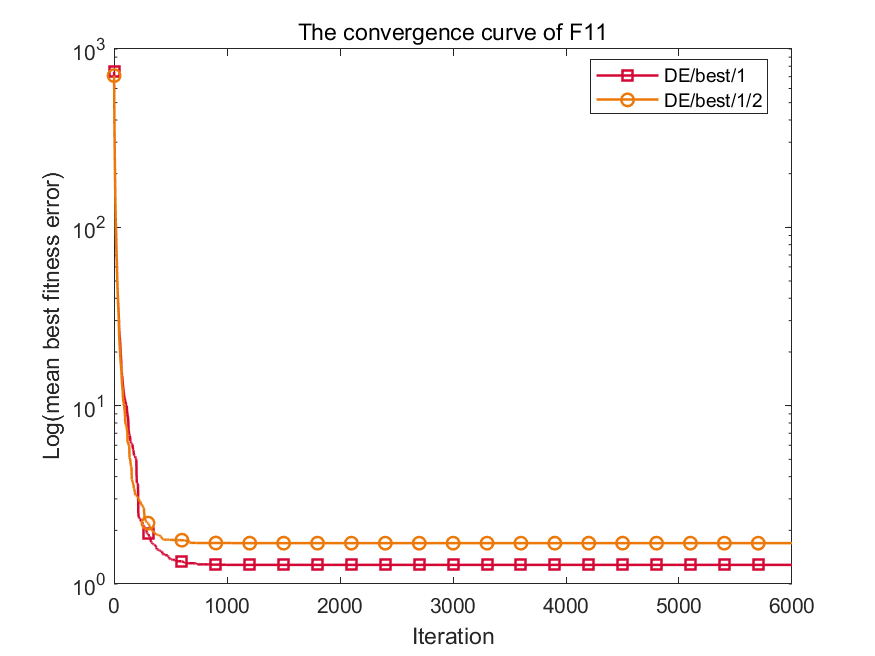 The convergence curve of F11
DE/best/1
DE/best/1/2
Log(mean best fitness error)
10^3
10^2
10^1
10^0
0 1000 2000 3000 4000 5000 6000
Iteration